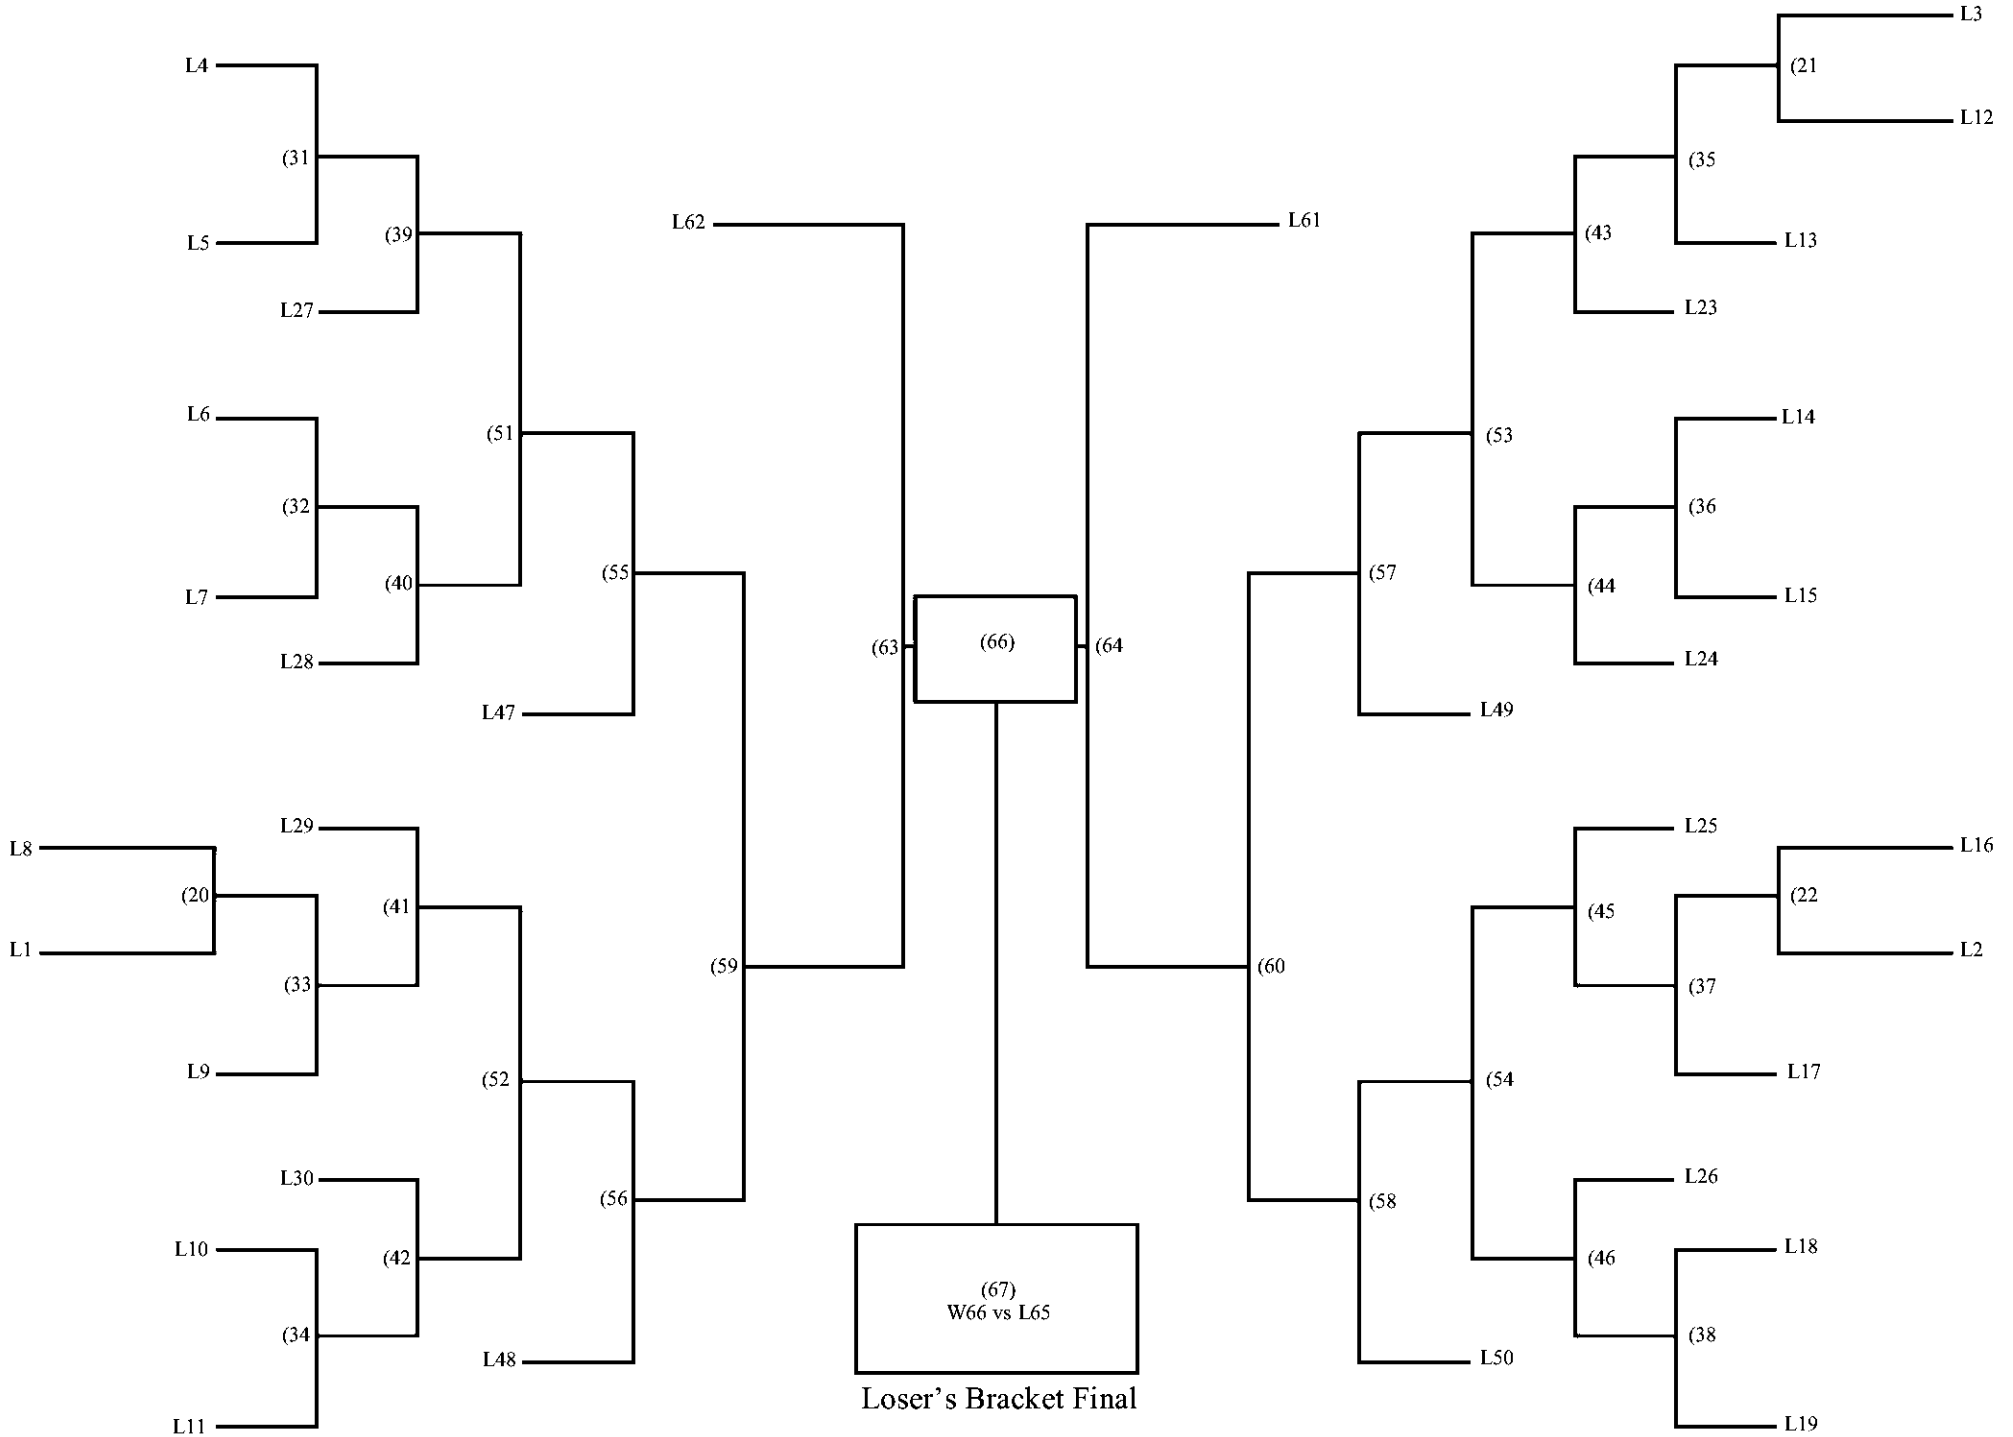 L3
L4
(21
L12
(31
(35
L62
L61
(39
(43
L5
L13
L27
L23
L6
L14
(51
(53
(32
(36
(55
(57
(40
(44
L7
L15
(63
(66)
(64
L28
L24
L47
L49
L29
L25
L8
L16
(20
(22
(41
(45
L1
L2
(59
(60
(33
(37
L9
L17
(52
(54
L30
L26
(56
(58
L10
L18
(42
(46
(67)
W66 vs L65
(34
(38
L48
L50
Loser’s Bracket Final
L11
L19